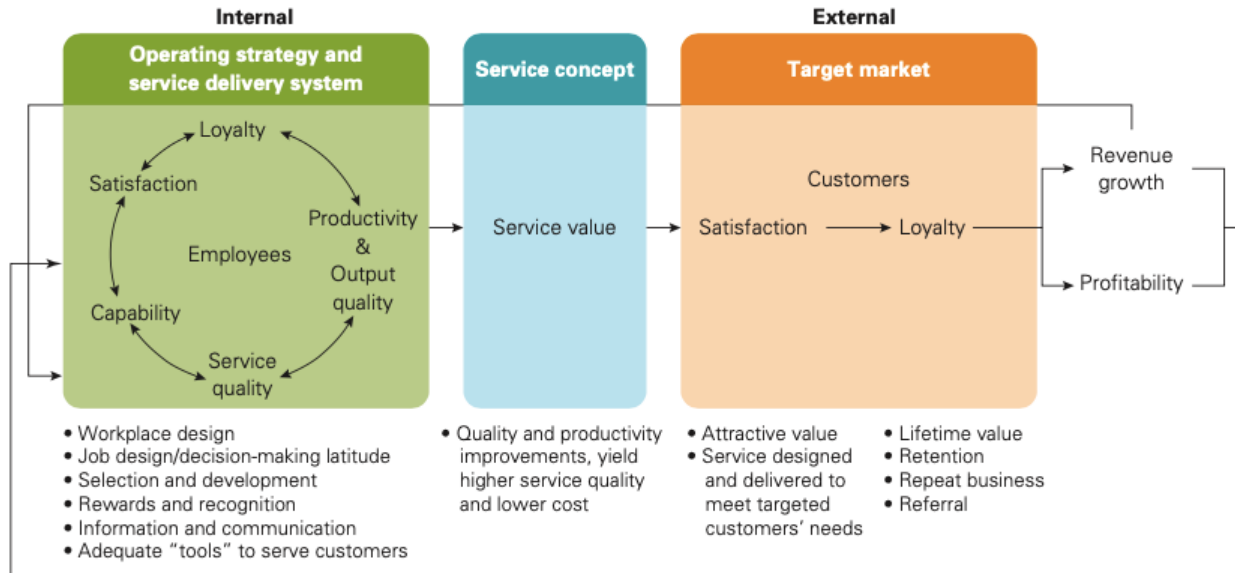 Internal
External
Operating strategy and
service delivery system
Service concept
Target market
Loyalty
Satisfaction
Productivity
&
Output
quality
Employees
Capability
Service
quality
Service value
Customers
Satisfaction
Loyalty
Revenue
growth
Profitability
• Workplace design
• Job design/decision-making latitude
• Selection and development
• Rewards and recognition
• Information and communication
• Adequate “tools” to serve customers
• Quality and productivity
improvements, yield
higher service quality
and lower cost
• Attractive value
• Service designed
and delivered to
meet targeted
customers’ needs
• Lifetime value
• Retention
• Repeat business
• Referral